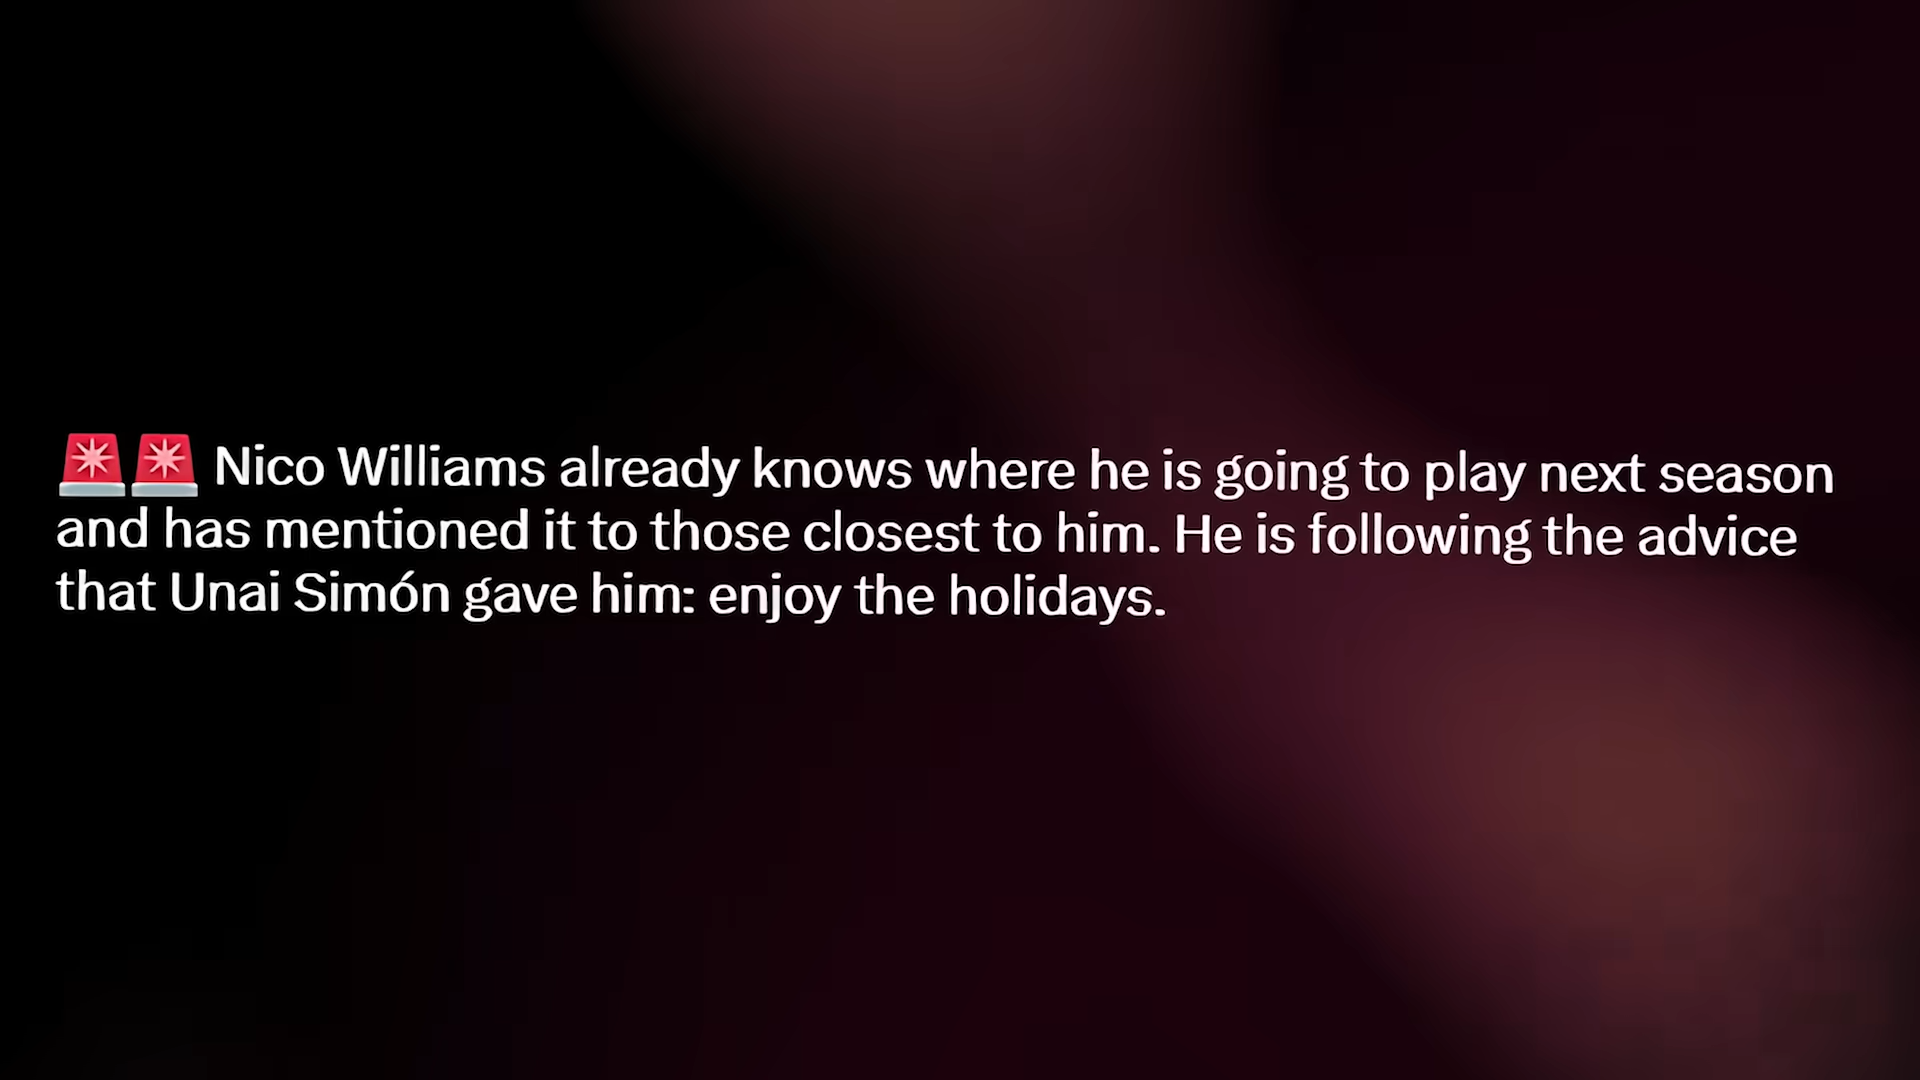 🚨🚨 Nico Williams already knows where he is going to play next season
and has mentioned it to those closest to him. He is following the advice
that Unai Simón gave him: enjoy the holidays.